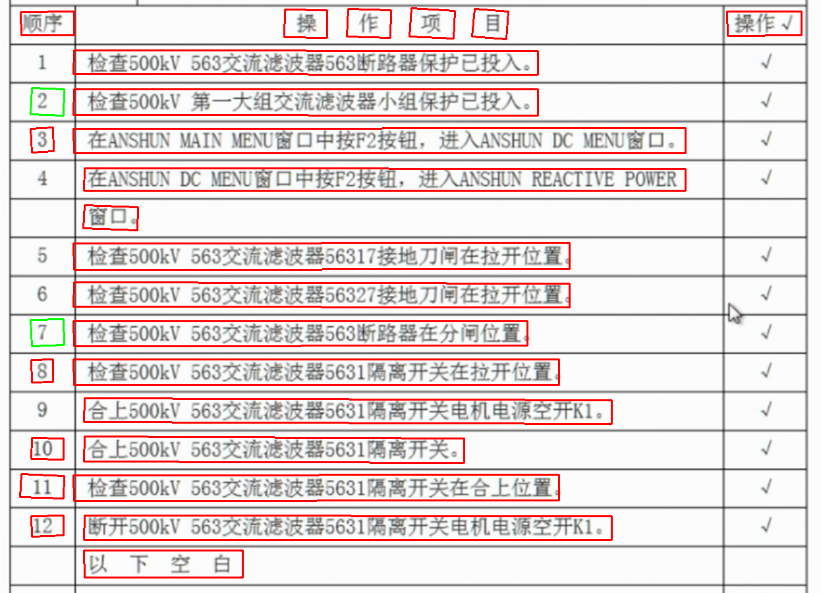 顺序 操 作 项 目 操作√
1 检查500kV 563交流滤波器563断路器保护已投入。 √
2 检查500kV 第一大组交流滤波器小组保护已投入。 √
3 在ANSHUN MAIN MENU窗口中按F2按钮，进入ANSHUN DC MENU窗口。 √
4 在ANSHUN DC MENU窗口中按F2按钮，进入ANSHUN REACTIVE POWER √
窗口。
5 检查500kV 563交流滤波器56317接地刀闸在拉开位置。 √
6 检查500kV 563交流滤波器56327接地刀闸在拉开位置。 √
7 检查500kV 563交流滤波器563断路器在分闸位置。 √
8 检查500kV 563交流滤波器5631隔离开关在拉开位置。 √
9 合上500kV 563交流滤波器5631隔离开关电机电源空开K1。 √
10 合上500kV 563交流滤波器5631隔离开关。 √
11 检查500kV 563交流滤波器5631隔离开关在合上位置。 √
12 断开500kV 563交流滤波器5631隔离开关电机电源空开K1。 √
以 下 空 白